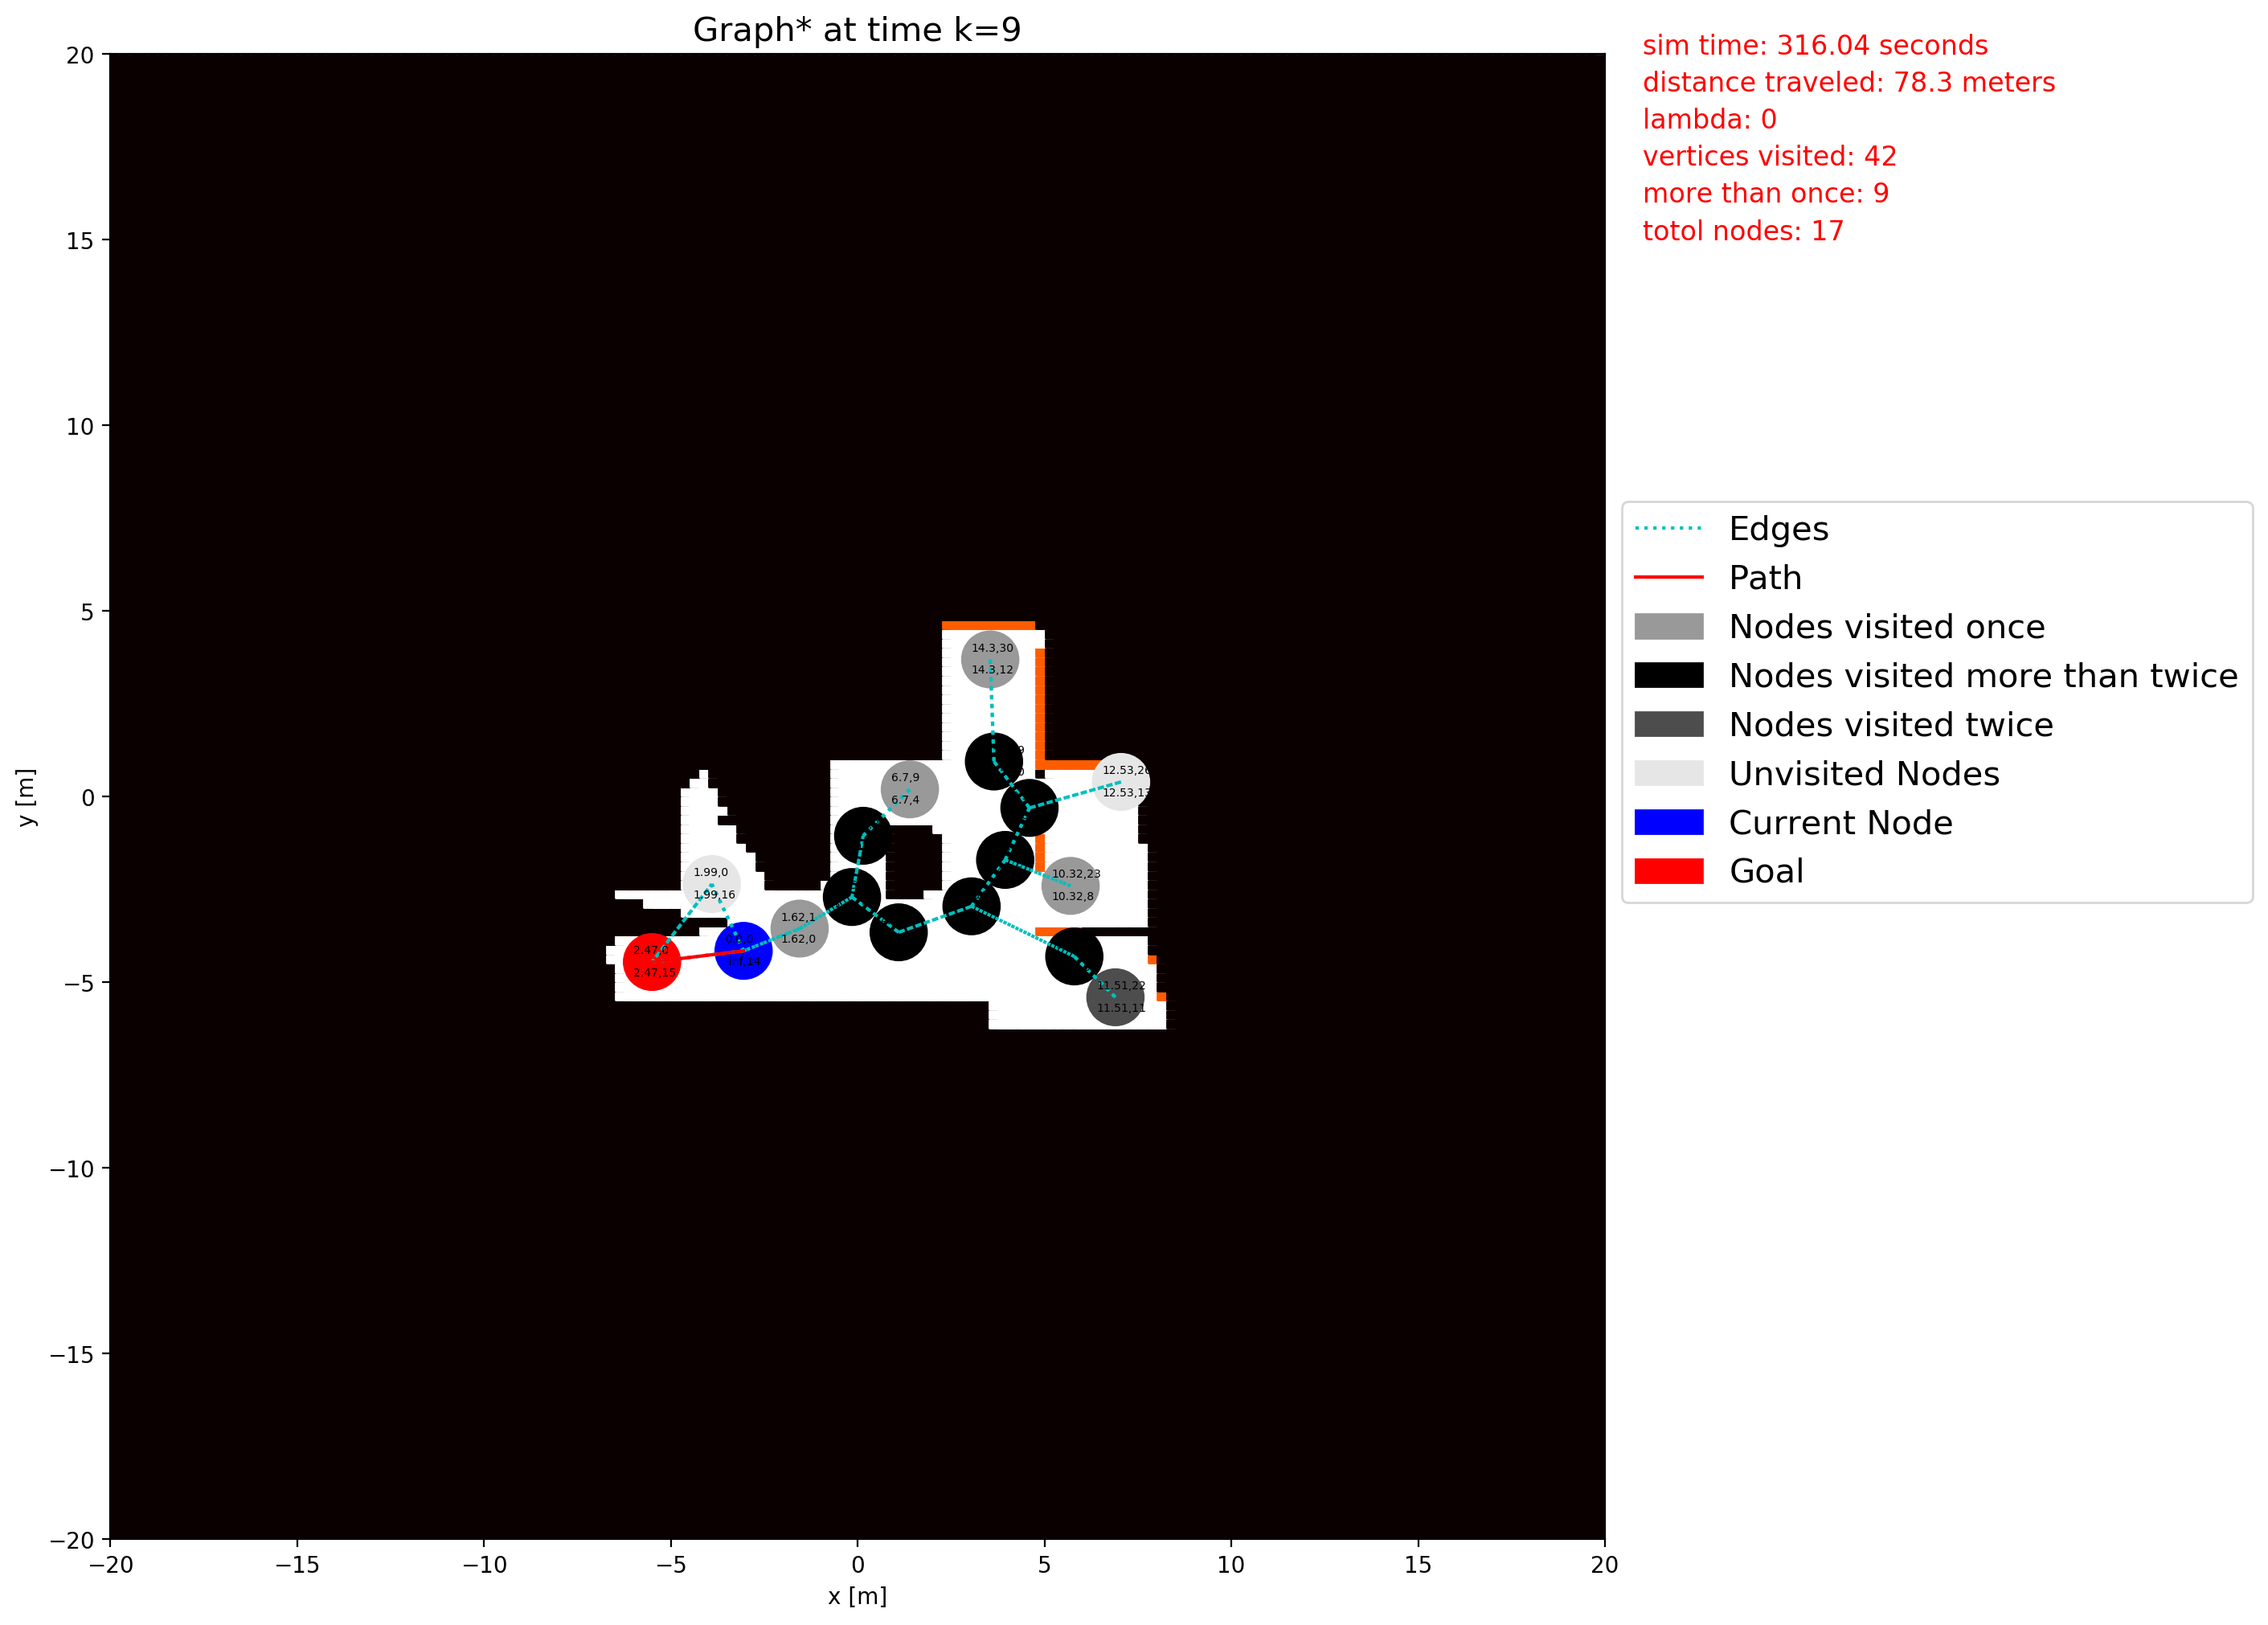 Graph* at time k=9
sim time: 316.04 seconds
distance traveled: 78.3 meters
lambda: 0
vertices visited: 42
more than once: 9
totol nodes: 17
20
15
10
5
0
−5
−10
−15
−20
y [m]
14.3,30
14.3,12
6.7,9
6.7,4
12.53,26
12.53,13
1.99,0
1.99,16
10.32,23
10.32,8
1.62,1
1.62,0
2.47,0
2.47,15
11.51,22
11.51,11
Edges
Path
Nodes visited once
Nodes visited more than twice
Nodes visited twice
Unvisited Nodes
Current Node
Goal
−20
−15
−10
−5
0
5
10
15
20
x [m]